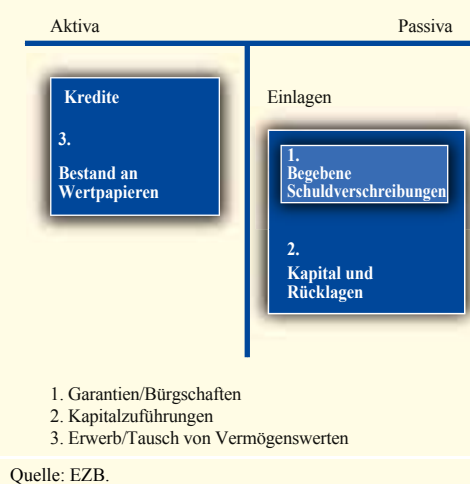 Aktiva
Passiva
Kredite
3.
Bestand an
Wertpapieren
Einlagen
1.
Begebene
Schuldverschreibungen
2.
Kapital und
Rücklagen
1. Garantien/Bürgschaften
2. Kapitalzuführungen
3. Erwerb/Tausch von Vermögenswerten
Quelle: EZB.